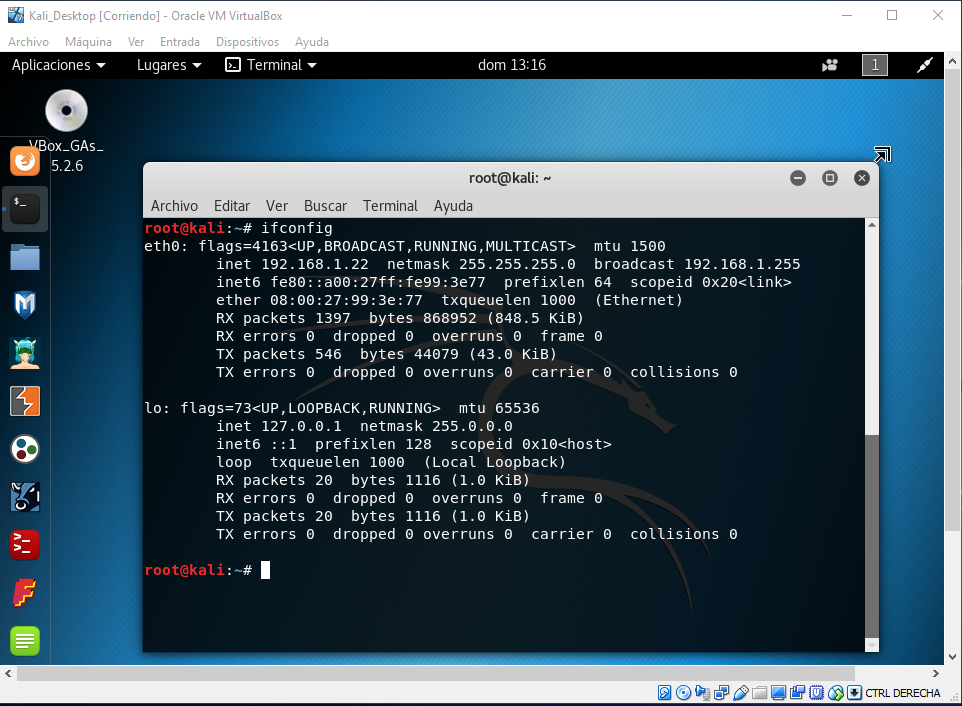 Kali_Desktop [Corriendo] - Oracle VM VirtualBox
Archivo Máquina Ver Entrada Dispositivos Ayuda
Aplicaciones Lugares Terminal dom 13:16 1
VBox_GAs_
5.2.6
root@kali: ~
Archivo Editar Ver Buscar Terminal Ayuda
root@kali:~# ifconfig
eth0: flags=4163<UP,BROADCAST,RUNNING,MULTICAST>  mtu 1500
        inet 192.168.1.22  netmask 255.255.255.0  broadcast 192.168.1.255
        inet6 fe80::a00:27ff:fe99:3e77  prefixlen 64  scopeid 0x20<link>
        ether 08:00:27:99:3e:77  txqueuelen 1000  (Ethernet)
        RX packets 1397  bytes 868952 (848.5 KiB)
        RX errors 0  dropped 0  overruns 0  frame 0
        TX packets 546  bytes 44079 (43.0 KiB)
        TX errors 0  dropped 0 overruns 0  carrier 0  collisions 0
lo: flags=73<UP,LOOPBACK,RUNNING>  mtu 65536
        inet 127.0.0.1  netmask 255.0.0.0
        inet6 ::1  prefixlen 128  scopeid 0x10<host>
        loop  txqueuelen 1000  (Local Loopback)
        RX packets 20  bytes 1116 (1.0 KiB)
        RX errors 0  dropped 0  overruns 0  frame 0
        TX packets 20  bytes 1116 (1.0 KiB)
        TX errors 0  dropped 0 overruns 0  carrier 0  collisions 0
root@kali:~#
CTRL DERECHA